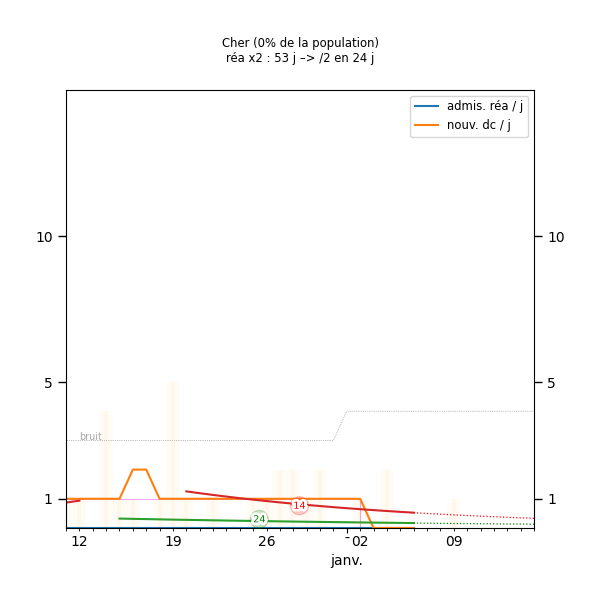 Cher (0% de la population)
réa x2 : 53 j –> /2 en 24 j
admis. réa / j
nouv. dc / j
10
10
5
5
bruit
1
1
14
24
12
19
26
02
09
janv.